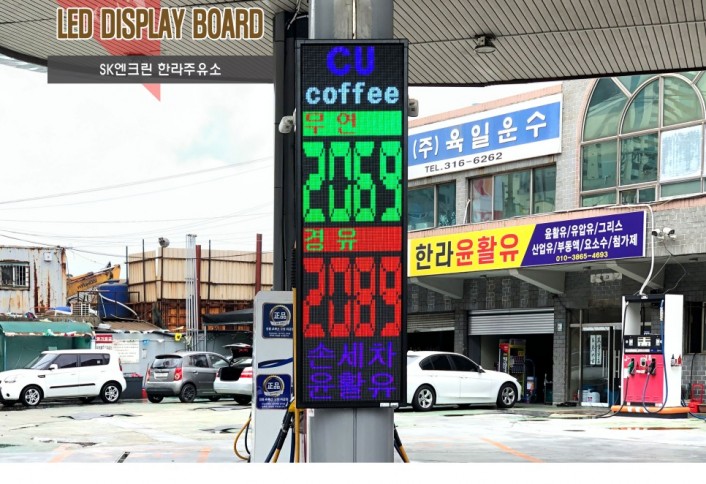 LED DISPLAY BOARD
SK엔크린 한라주유소
CU
coffee
무연
2069
경유
2089
손세차
윤활유
(주)육일운수
TEL.316-6262
한라윤활유
윤활유/유압유/그리스
산업유/부동액/요소수/첨가제
010-3865-4693
正品
正品